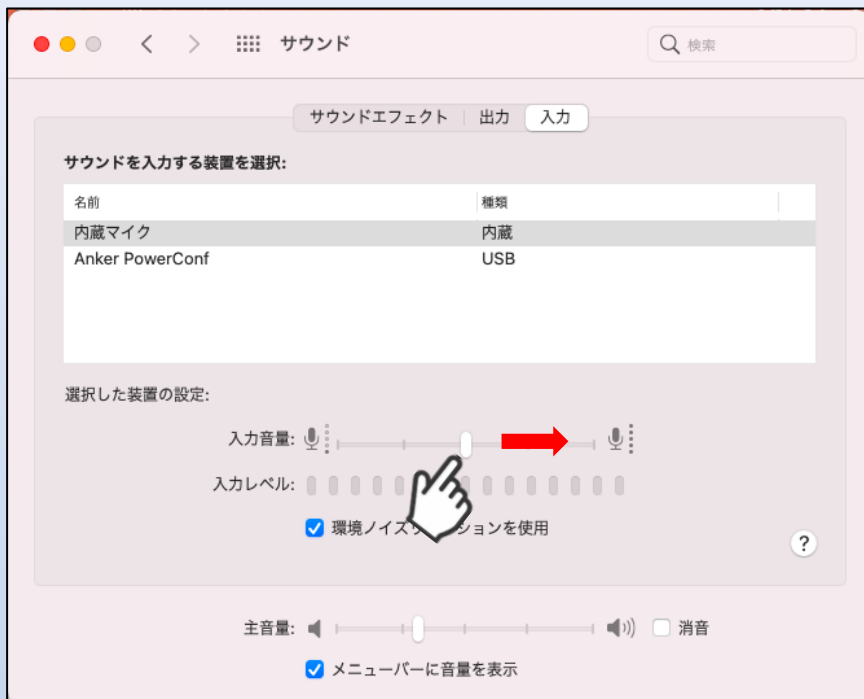 サウンド
検索
サウンドエフェクト 出力 入力
サウンドを入力する装置を選択:
名前 種類
内蔵マイク 内蔵
Anker PowerConf USB
選択した装置の設定:
入力音量:
入力レベル:
環境ノイズリ ションを使用
?
主音量: 消音
メニューバーに音量を表示